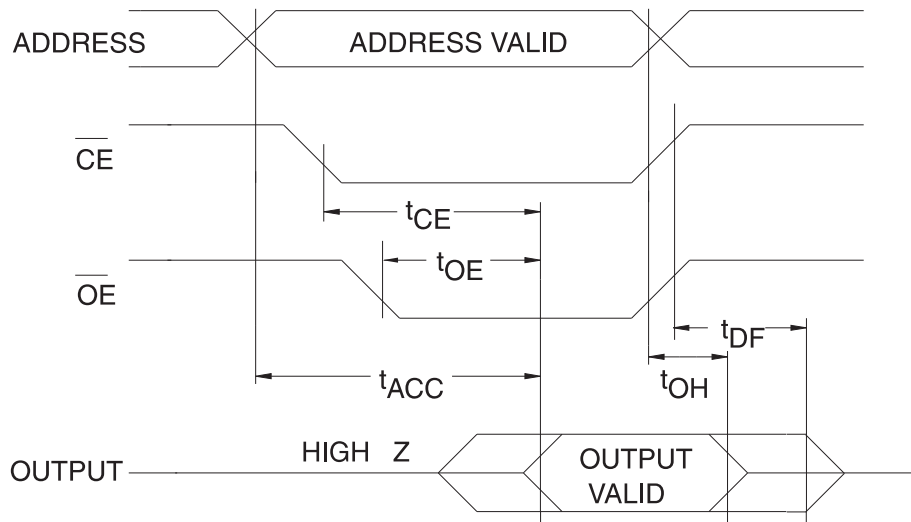 ADDRESS
ADDRESS VALID
CE
tCE
tOE
OE
tDF
tACC
tOH
HIGH Z
OUTPUT
OUTPUT
VALID